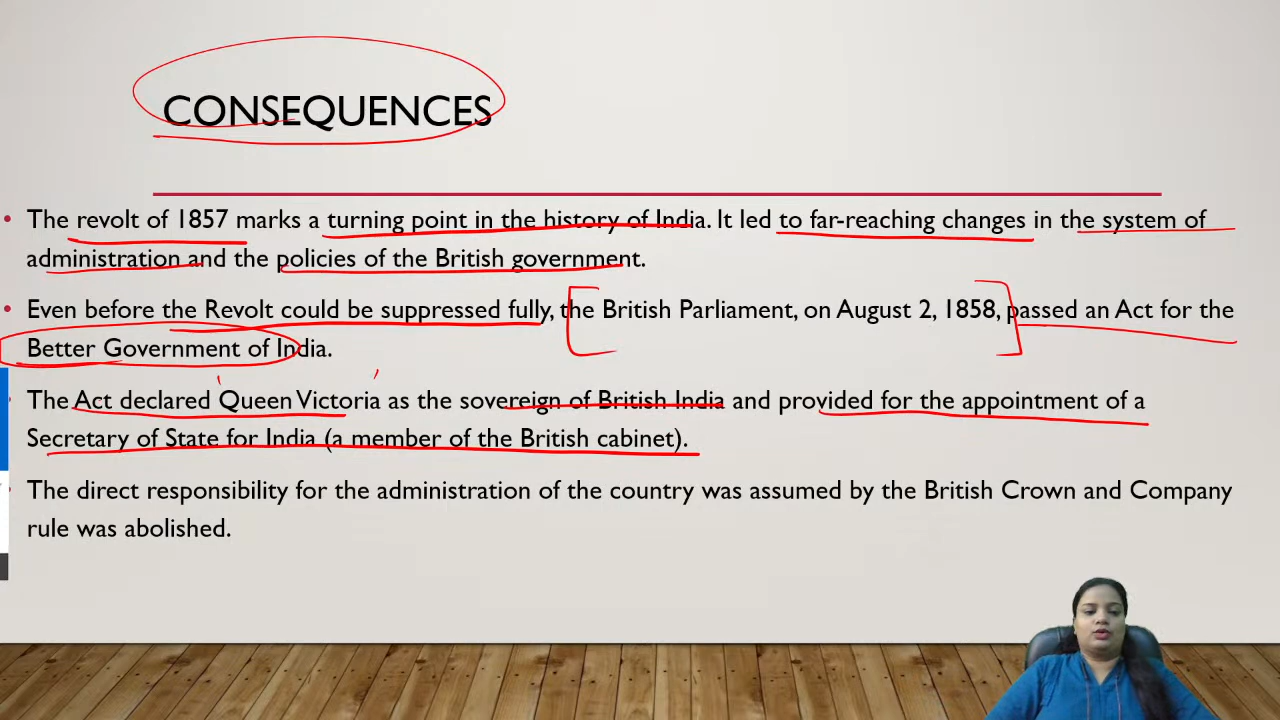 CONSEQUENCES
• The revolt of 1857 marks a turning point in the history of India. It led to far-reaching changes in the system of
administration and the policies of the British government.
• Even before the Revolt could be suppressed fully, the British Parliament, on August 2, 1858, passed an Act for the
Better Government of India.
• The Act declared Queen Victoria as the sovereign of British India and provided for the appointment of a
Secretary of State for India (a member of the British cabinet).
• The direct responsibility for the administration of the country was assumed by the British Crown and Company
rule was abolished.